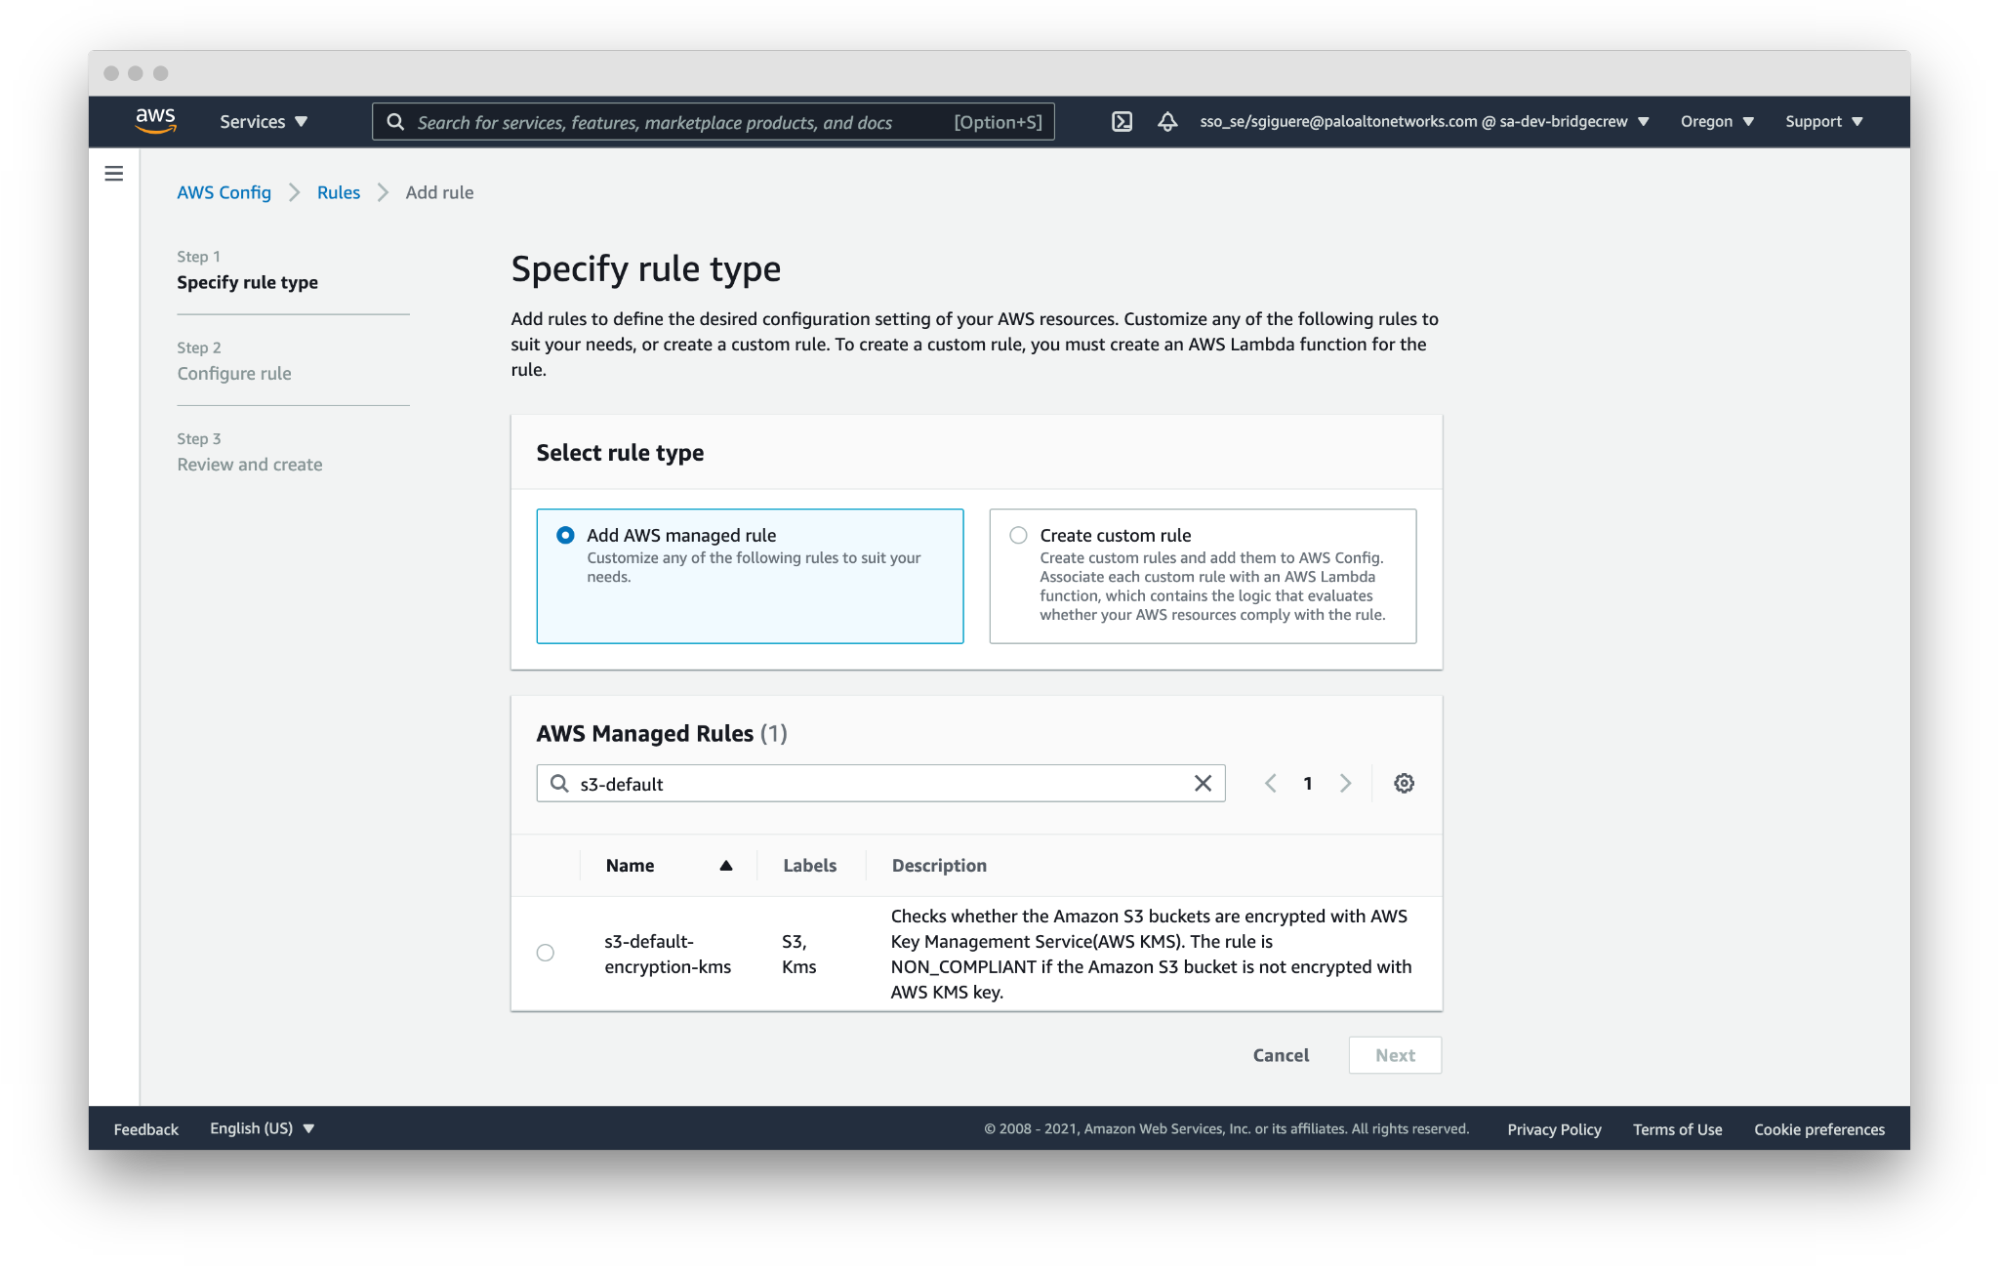 aws
Services
Search for services, features, marketplace products, and docs
[Option+S]
sso_se/sgiguere@paloaltonetworks.com @ sa-dev-bridgecrew
Oregon
Support
AWS Config
Rules
Add rule
Step 1
Specify rule type
Step 2
Configure rule
Step 3
Review and create
Specify rule type
Add rules to define the desired configuration setting of your AWS resources. Customize any of the following rules to
suit your needs, or create a custom rule. To create a custom rule, you must create an AWS Lambda function for the
rule.
Select rule type
Add AWS managed rule
Customize any of the following rules to suit your
needs.
Create custom rule
Create custom rules and add them to AWS Config.
Associate each custom rule with an AWS Lambda
function, which contains the logic that evaluates
whether your AWS resources comply with the rule.
AWS Managed Rules (1)
s3-default
1
Name
Labels
Description
s3-default-
encryption-kms
S3,
Kms
Checks whether the Amazon S3 buckets are encrypted with AWS
Key Management Service(AWS KMS). The rule is
NON_COMPLIANT if the Amazon S3 bucket is not encrypted with
AWS KMS key.
Cancel
Next
Feedback
English (US)
© 2008 - 2021, Amazon Web Services, Inc. or its affiliates. All rights reserved.
Privacy Policy
Terms of Use
Cookie preferences